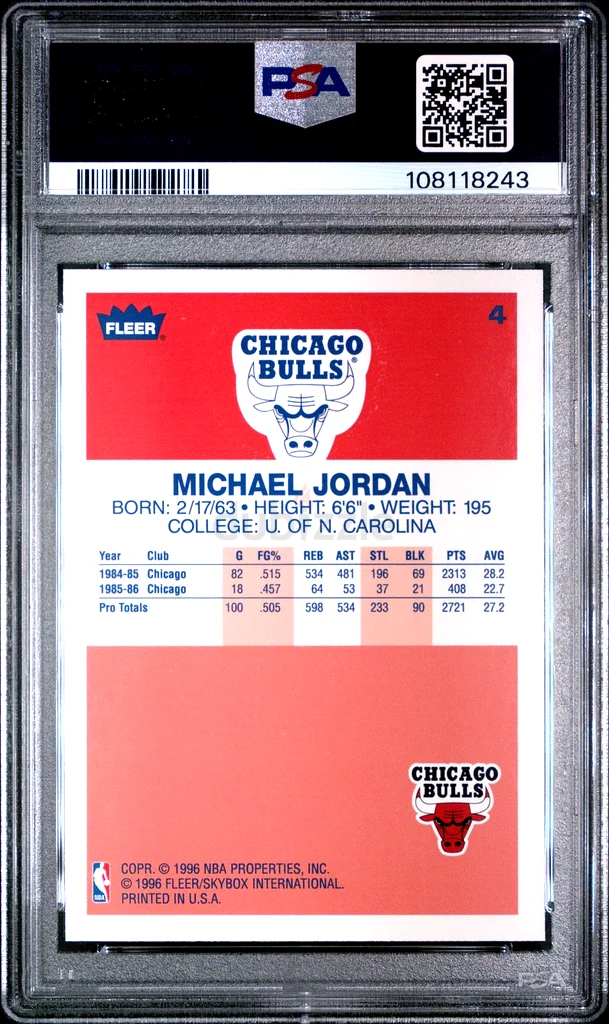 PSA
108118243
FLEER®
4
CHICAGO
BULLS®
MICHAEL JORDAN
BORN: 2/17/63 • HEIGHT: 6'6" • WEIGHT: 195
COLLEGE: U. OF N. CAROLINA
Year Club G FG% REB AST STL BLK PTS AVG
1984-85 Chicago 82 .515 534 481 196 69 2313 28.2
1985-86 Chicago 18 .457 64 53 37 21 408 22.7
Pro Totals 100 .505 598 534 233 90 2721 27.2
CHICAGO
BULLS
NBA
COPR. © 1996 NBA PROPERTIES, INC.
© 1996 FLEER/SKYBOX INTERNATIONAL.
PRINTED IN U.S.A.
PSA